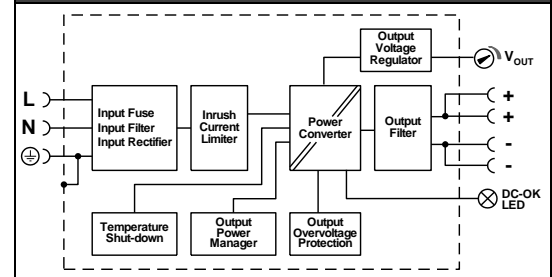 Output
Voltage
Regulator
VOUT
L
N
Input Fuse
Input Filter
Input Rectifier
Inrush
Current
Limiter
Power
Converter
Output
Filter
+
+
-
-
DC-OK
LED
Temperature
Shut-down
Output
Power
Manager
Output
Overvoltage
Protection